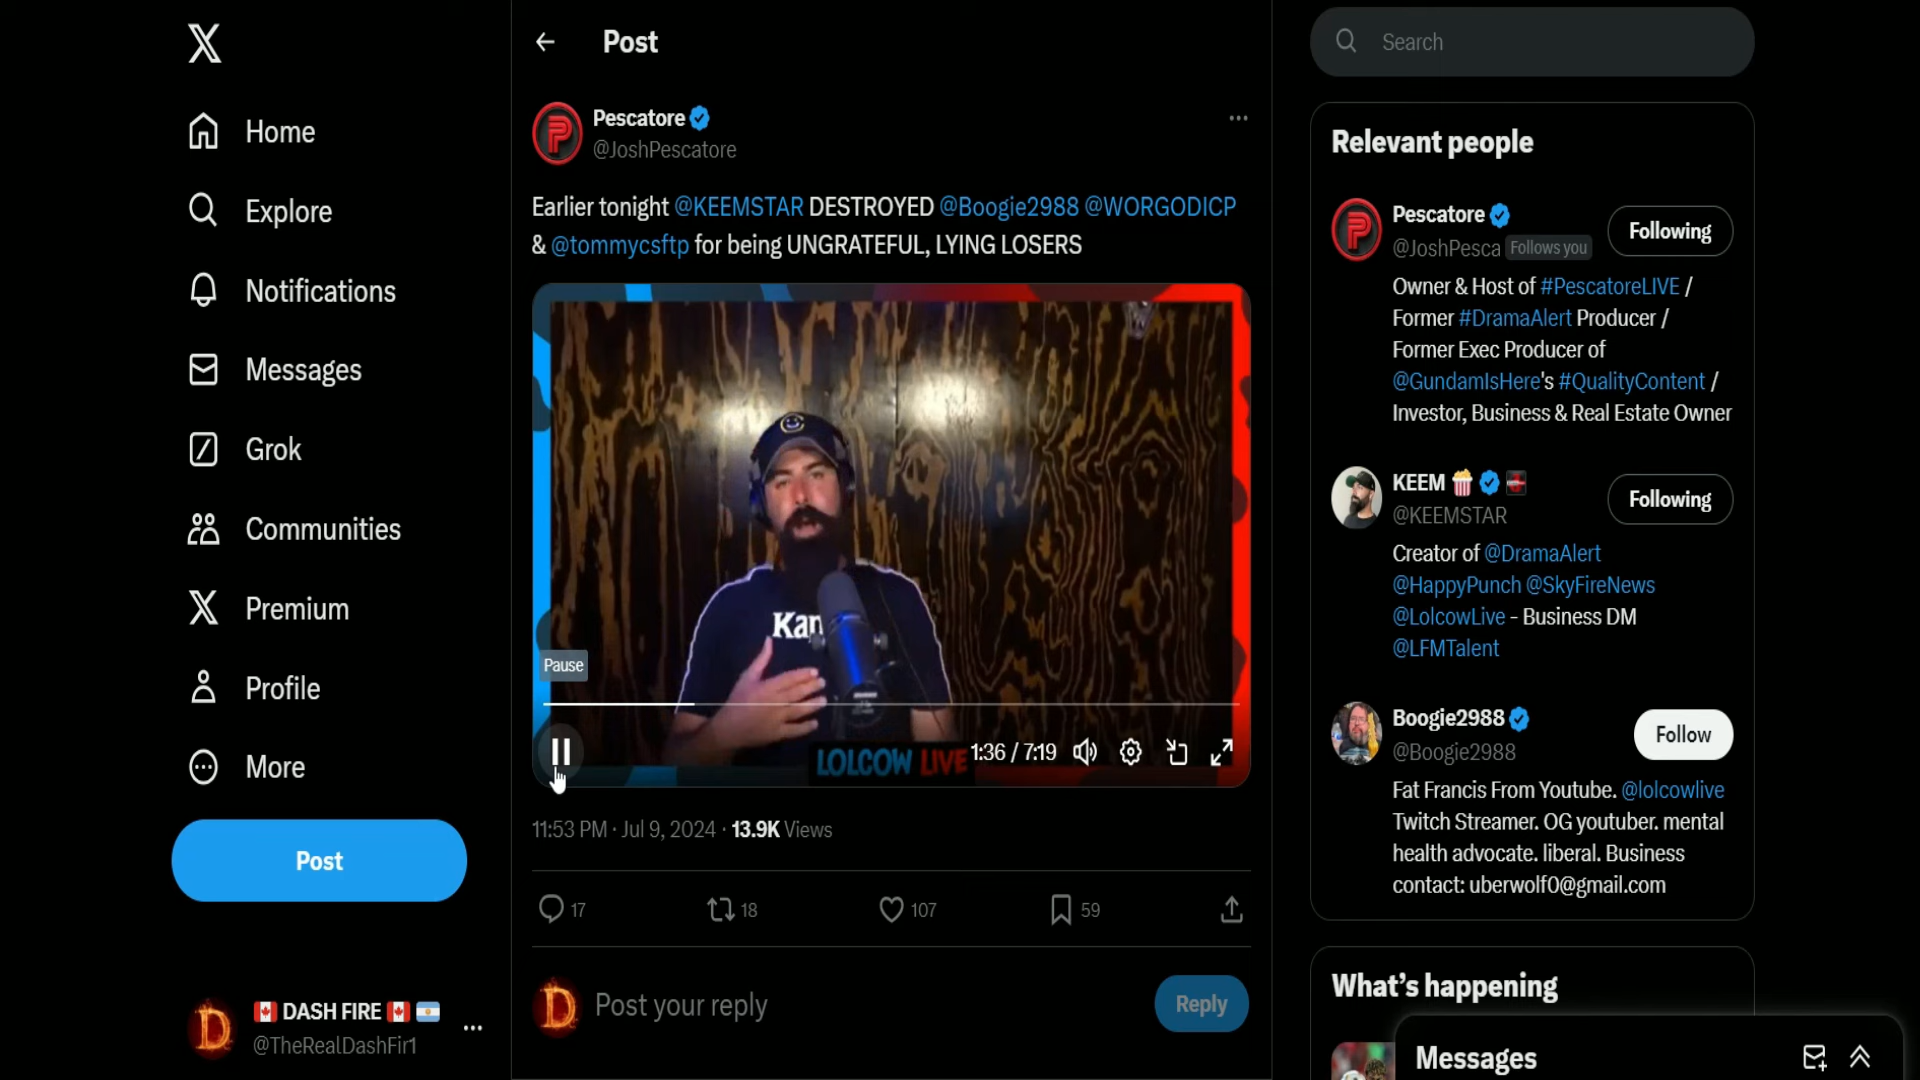 Home
Explore
Notifications
Messages
Grok
Communities
Premium
Profile
More
Post
DASH FIRE
@TheRealDashFir1
Post
Pescatore
@JoshPescatore
Earlier tonight @KEEMSTAR DESTROYED @Boogie2988 @WORGODICP
& @tommycsftp for being UNGRATEFUL, LYING LOSERS
Kan
Pause
LOLCOW LIVE
1:36 / 7:19
11:53 PM · Jul 9, 2024 · 13.9K Views
17
18
107
59
Post your reply
Reply
Search
Relevant people
Pescatore
@JoshPesca Follows you
Following
Owner & Host of #PescatoreLIVE /
Former #DramaAlert Producer /
Former Exec Producer of
@GundamIsHere's #QualityContent /
Investor, Business & Real Estate Owner
KEEM
@KEEMSTAR
Following
Creator of @DramaAlert
@HappyPunch @SkyFireNews
@LolcowLive - Business DM
@LFMTalent
Boogie2988
@Boogie2988
Follow
Fat Francis From Youtube. @lolcowlive
Twitch Streamer. OG youtuber. mental
health advocate. liberal. Business
contact: uberwolf0@gmail.com
What's happening
Messages